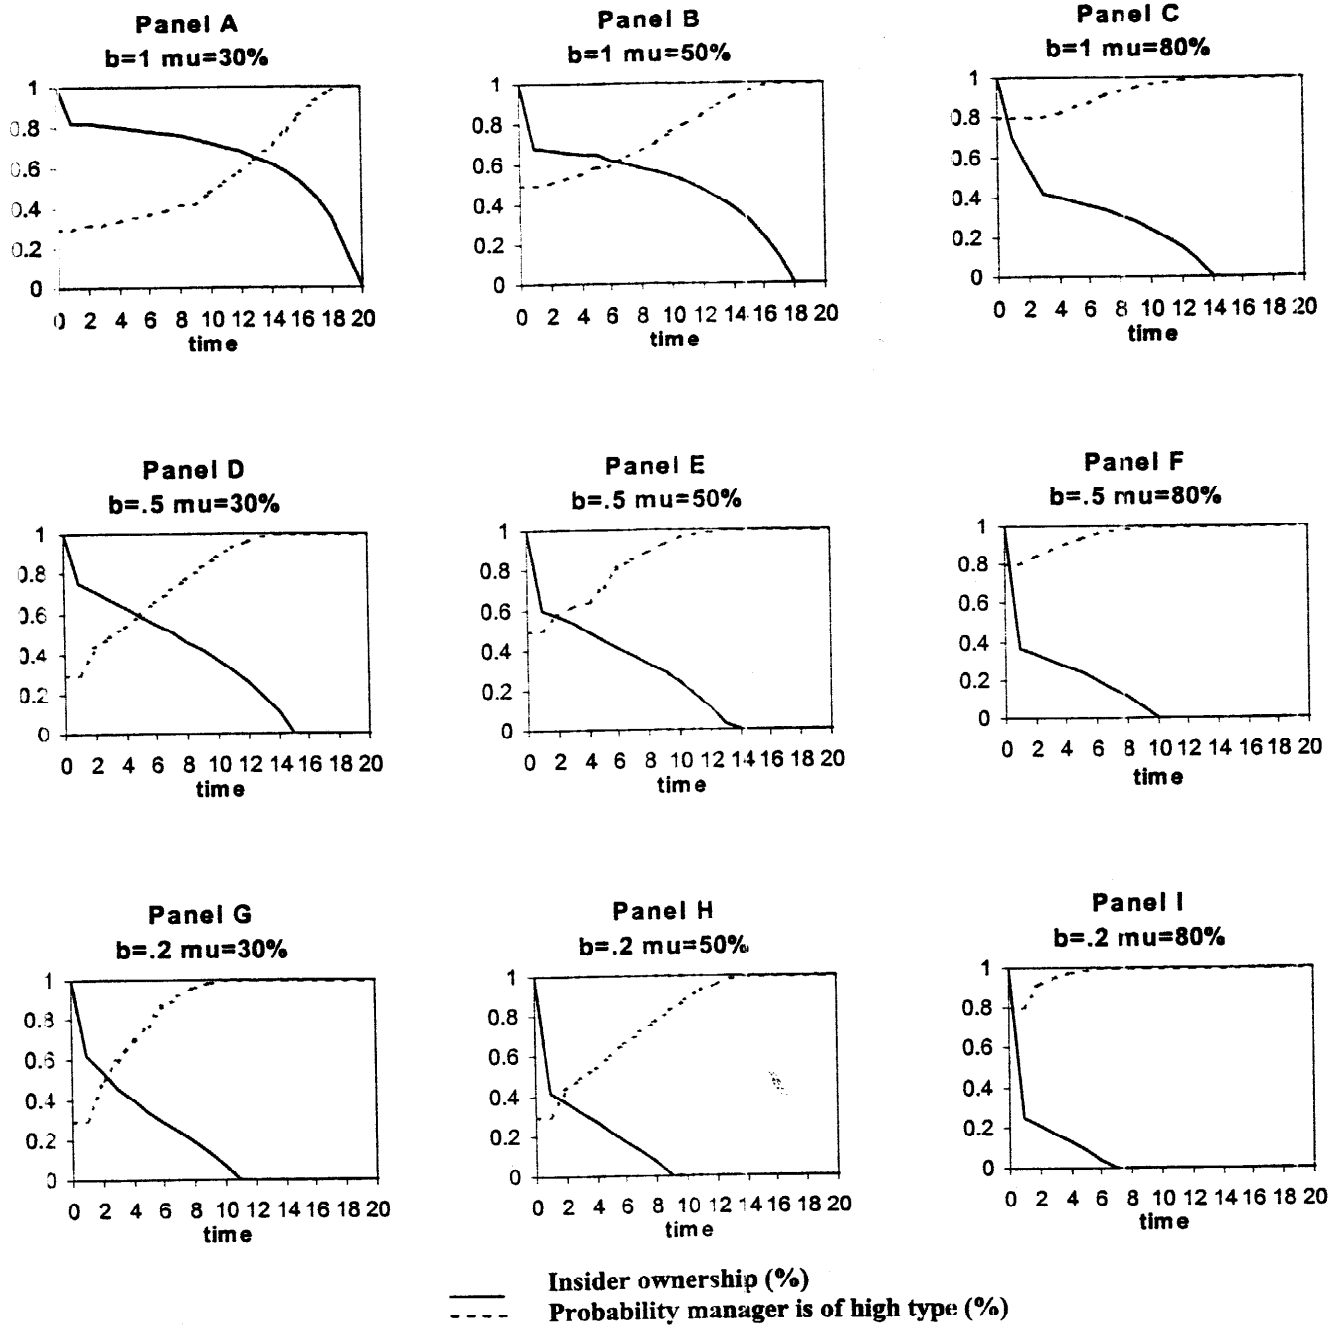 Panel A
b=1 mu=30%
1
0.8
0.6
0.4
0.2
0
0 2 4 6 8 10 12 14 16 18 20
time
Panel B
b=1 mu=50%
1
0.8
0.6
0.4
0.2
0
0 2 4 6 8 10 12 14 16 18 20
time
Panel C
b=1 mu=80%
1
0.8
0.6
0.4
0.2
0
0 2 4 6 8 10 12 14 16 18 20
time
Panel D
b=.5 mu=30%
1
0.8
0.6
0.4
0.2
0
0 2 4 6 8 10 12 14 16 18 20
time
Panel E
b=.5 mu=50%
1
0.8
0.6
0.4
0.2
0
0 2 4 6 8 10 12 14 16 18 20
time
Panel F
b=.5 mu=80%
1
0.8
0.6
0.4
0.2
0
0 2 4 6 8 10 12 14 16 18 20
time
Panel G
b=.2 mu=30%
1
0.8
0.6
0.4
0.2
0
0 2 4 6 8 10 12 14 16 18 20
time
Panel H
b=.2 mu=50%
1
0.8
0.6
0.4
0.2
0
0 2 4 6 8 10 12 14 16 18 20
time
Panel I
b=.2 mu=80%
1
0.8
0.6
0.4
0.2
0
0 2 4 6 8 10 12 14 16 18 20
time
Insider ownership (%)
Probability manager is of high type (%)